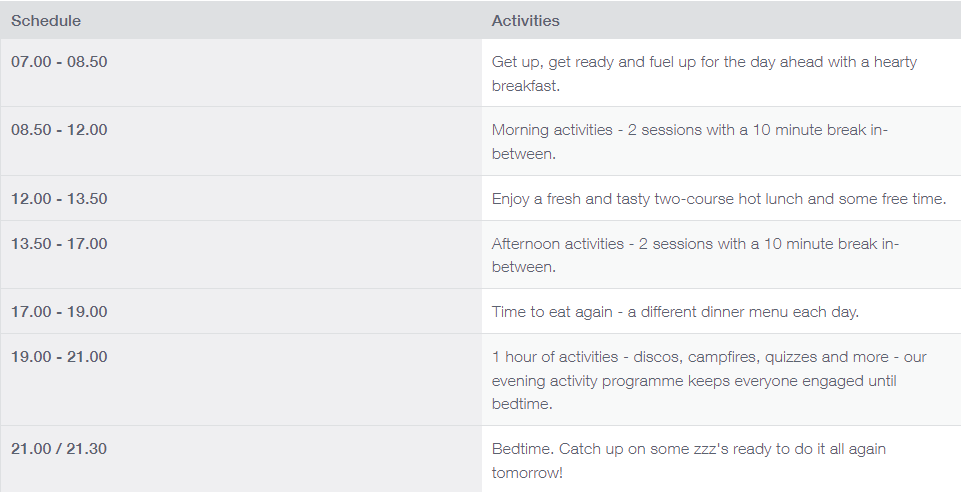 Schedule Activities
07.00 - 08.50 Get up, get ready and fuel up for the day ahead with a hearty
breakfast.
08.50 - 12.00 Morning activities - 2 sessions with a 10 minute break in-
between.
12.00 - 13.50 Enjoy a fresh and tasty two-course hot lunch and some free time.
13.50 - 17.00 Afternoon activities - 2 sessions with a 10 minute break in-
between.
17.00 - 19.00 Time to eat again - a different dinner menu each day.
19.00 - 21.00 1 hour of activities - discos, campfires, quizzes and more - our
evening activity programme keeps everyone engaged until
bedtime.
21.00 / 21.30 Bedtime. Catch up on some zzz's ready to do it all again
tomorrow!